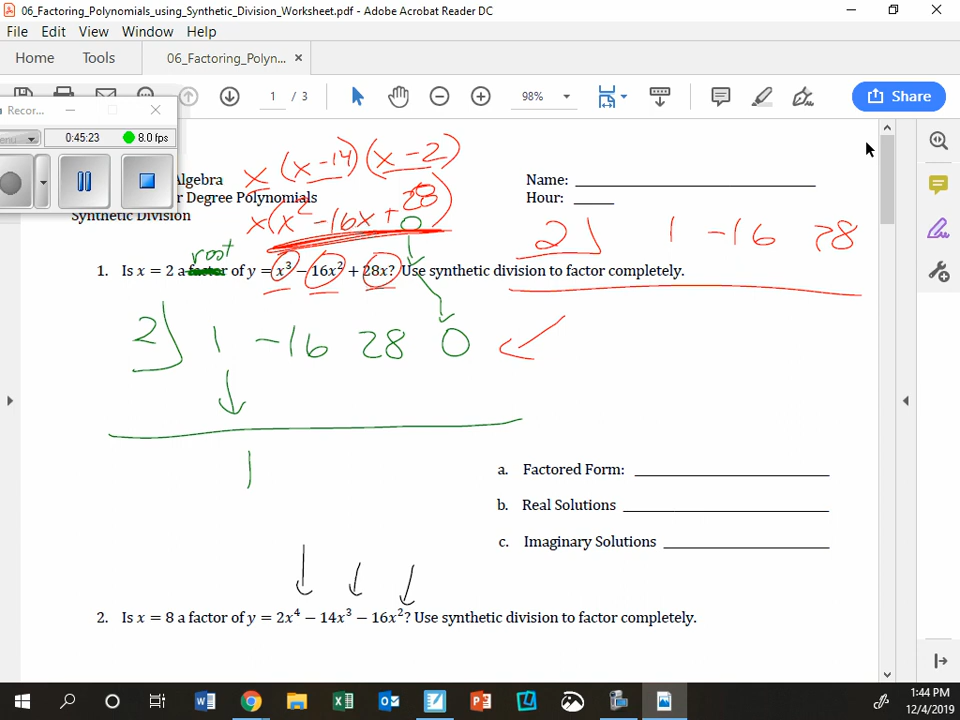 06_Factoring_Polynomials_using_Synthetic_Division_Worksheet.pdf - Adobe Acrobat Reader DC
File Edit View Window Help
Home Tools 06_Factoring_Polyn... ×
1 / 3 98% Share
Recor...
0:45:23 8.0 fps
x (x-14)(x-2)
Algebra
r Degree Polynomials
Synthetic Division
Name:
Hour:
x(x²-16x+28)
0
2) 1 -16 28
root
1. Is x = 2 a factor of y = x³ − 16x² + 28x? Use synthetic division to factor completely.
2) 1 -16 28 0 ✓
1
a. Factored Form:
b. Real Solutions
c. Imaginary Solutions
2. Is x = 8 a factor of y = 2x⁴ − 14x³ − 16x²? Use synthetic division to factor completely.
1:44 PM
12/4/2019